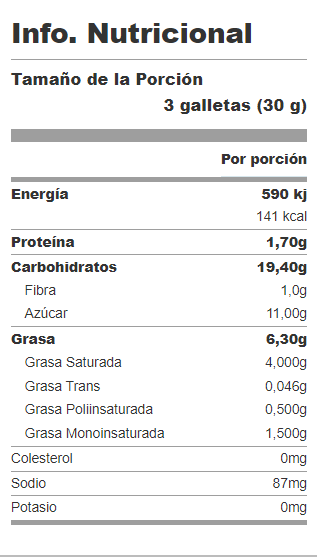 Info. Nutricional
Tamaño de la Porción
3 galletas (30 g)
Por porción
Energía 590 kj
141 kcal
Proteína 1,70g
Carbohidratos 19,40g
Fibra 1,0g
Azúcar 11,00g
Grasa 6,30g
Grasa Saturada 4,000g
Grasa Trans 0,046g
Grasa Poliinsaturada 0,500g
Grasa Monoinsaturada 1,500g
Colesterol 0mg
Sodio 87mg
Potasio 0mg